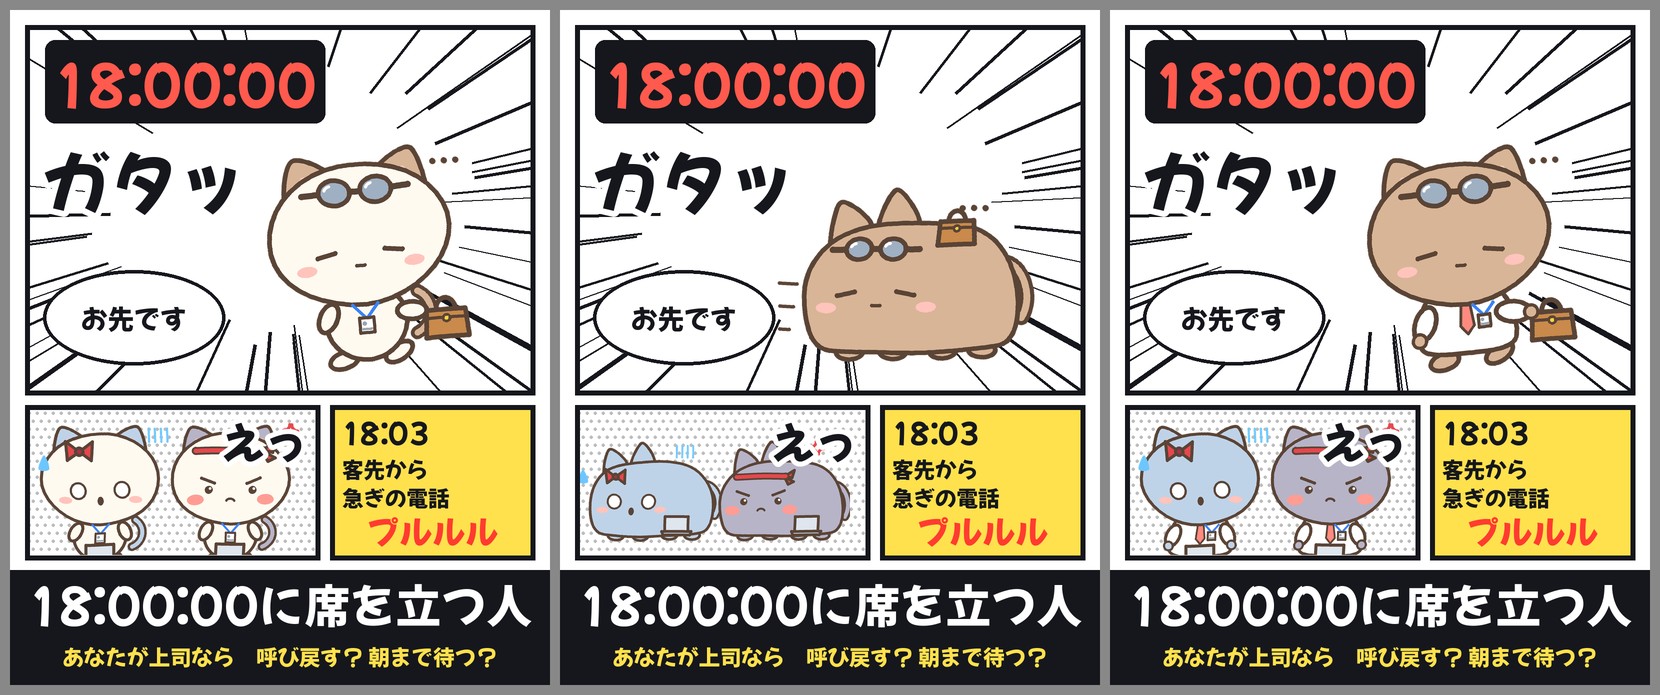 18:00:00
ガタッ
お先です
えっ
18:03
客先から
急ぎの電話
プルルル
18:00:00に席を立つ人
あなたが上司なら　呼び戻す？朝まで待つ？
18:00:00
ガタッ
お先です
えっ
18:03
客先から
急ぎの電話
プルルル
18:00:00に席を立つ人
あなたが上司なら　呼び戻す？朝まで待つ？
18:00:00
ガタッ
お先です
えっ
18:03
客先から
急ぎの電話
プルルル
18:00:00に席を立つ人
あなたが上司なら　呼び戻す？朝まで待つ？